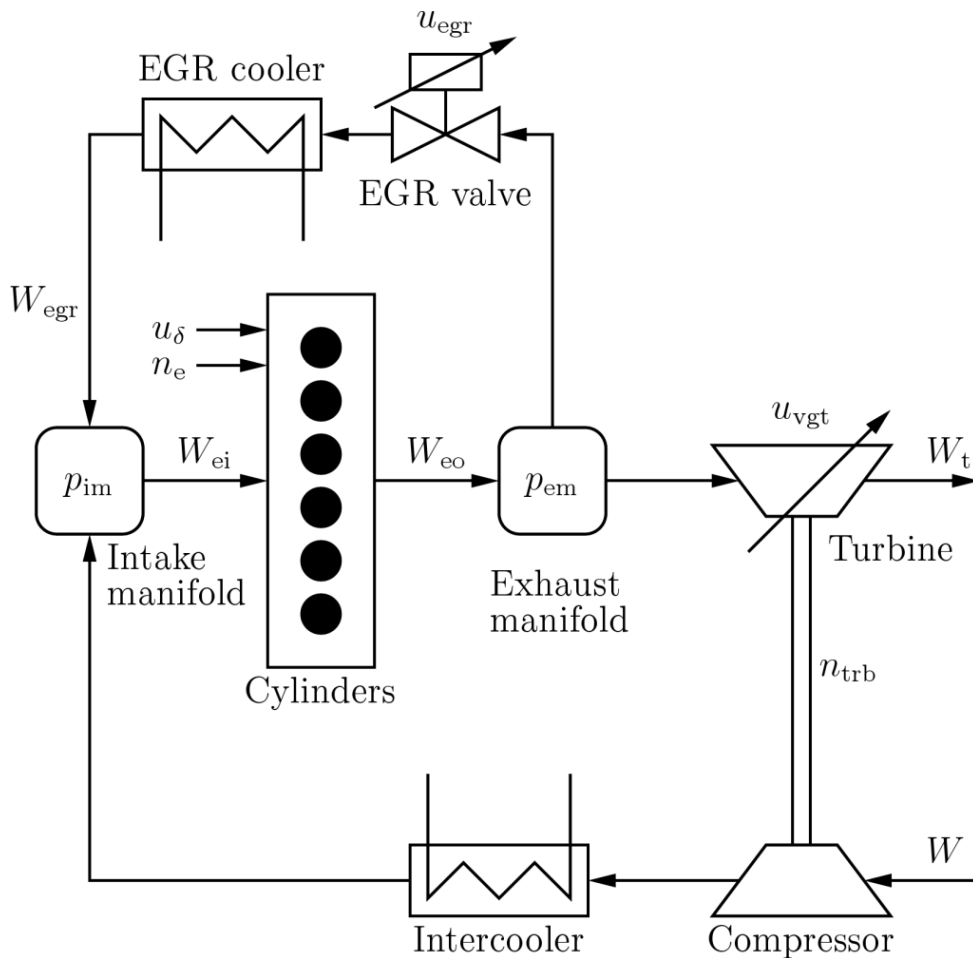 u_egr
EGR cooler
EGR valve
W_egr
u_δ
n_e
p_im
W_ei
W_eo
p_em
u_vgt
W_t
Intake
manifold
Exhaust
manifold
Turbine
Cylinders
n_trb
W
Intercooler
Compressor